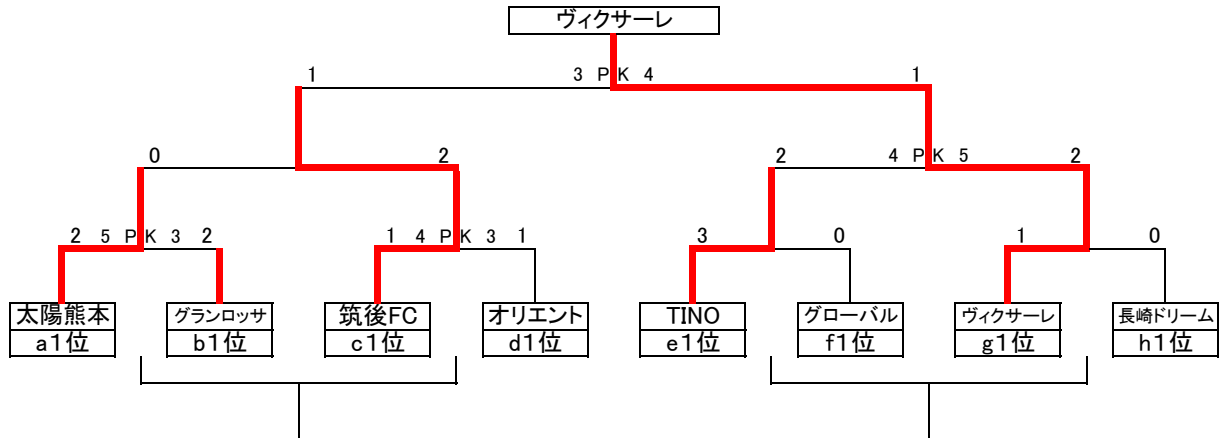 ヴィクサーレ
1 3 P K 4 1
0 2 2 4 P K 5 2
2 5 P K 3 2 1 4 P K 3 1 3 0 1 0
太陽熊本 グランロッサ 筑後FC オリエント TINO グローバル ヴィクサーレ 長崎ドリーム
a1位 b1位 c1位 d1位 e1位 f1位 g1位 h1位